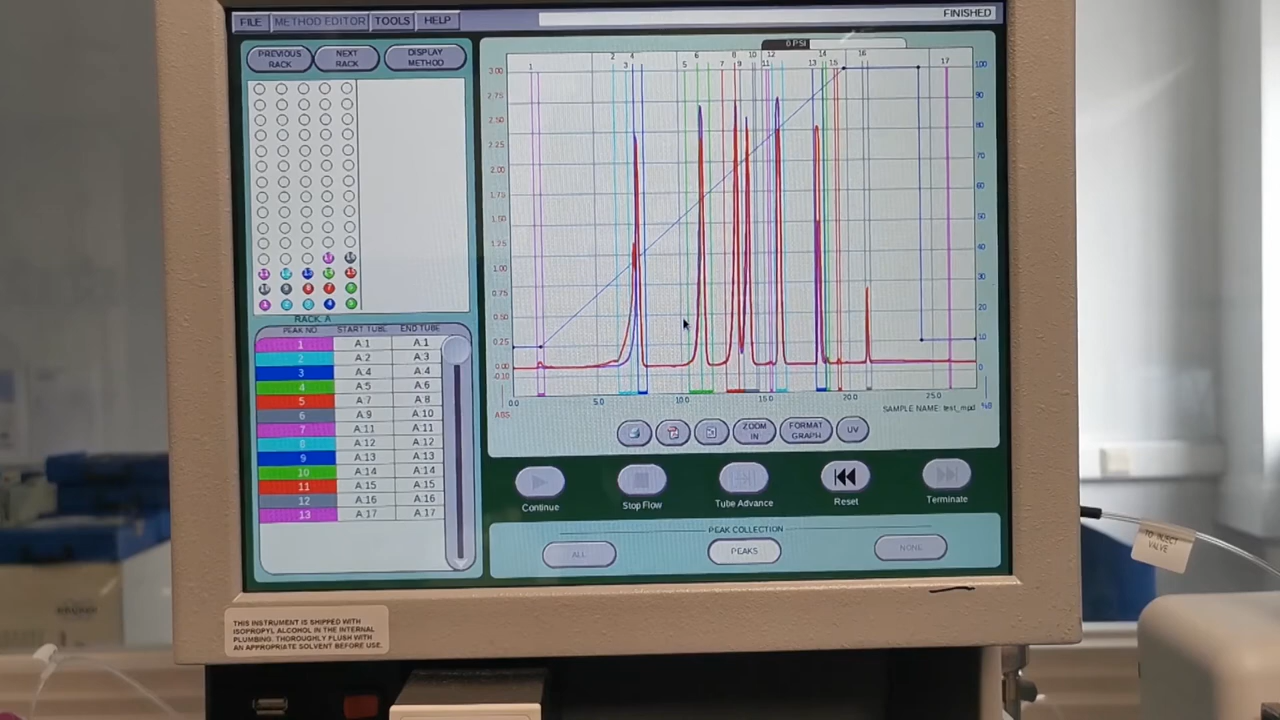 FILE METHOD EDITOR TOOLS HELP
FINISHED
PREVIOUS RACK
NEXT RACK
DISPLAY METHOD
RACK A
PEAK NO START TUBE END TUBE
1 A:1 A:1
2 A:2 A:3
3 A:4 A:4
4 A:5 A:6
5 A:7 A:8
6 A:9 A:10
7 A:11 A:11
8 A:12 A:12
9 A:13 A:13
10 A:14 A:14
11 A:15 A:15
12 A:16 A:16
13 A:17 A:17
0 PSI
1 2 3 4 5 6 7 8 9 10 11 12 13 14 15 16 17
3.00
2.75
2.50
2.25
2.00
1.75
1.50
1.25
1.00
0.75
0.50
0.25
0.00
-0.10
ABS
100
90
80
70
60
50
40
30
20
10
0
%B
0.0 5.0 10.0 15.0 20.0 25.0
SAMPLE NAME: test_mpd
ZOOM IN
FORMAT GRAPH
UV
Continue
Stop Flow
Tube Advance
Reset
Terminate
PEAK COLLECTION
ALL
PEAKS
NONE
THIS INSTRUMENT IS SHIPPED WITH
ISOPROPYL ALCOHOL IN THE INTERNAL
PLUMBING. THOROUGHLY FLUSH WITH
AN APPROPRIATE SOLVENT BEFORE USE.
TO INJECT
VALVE